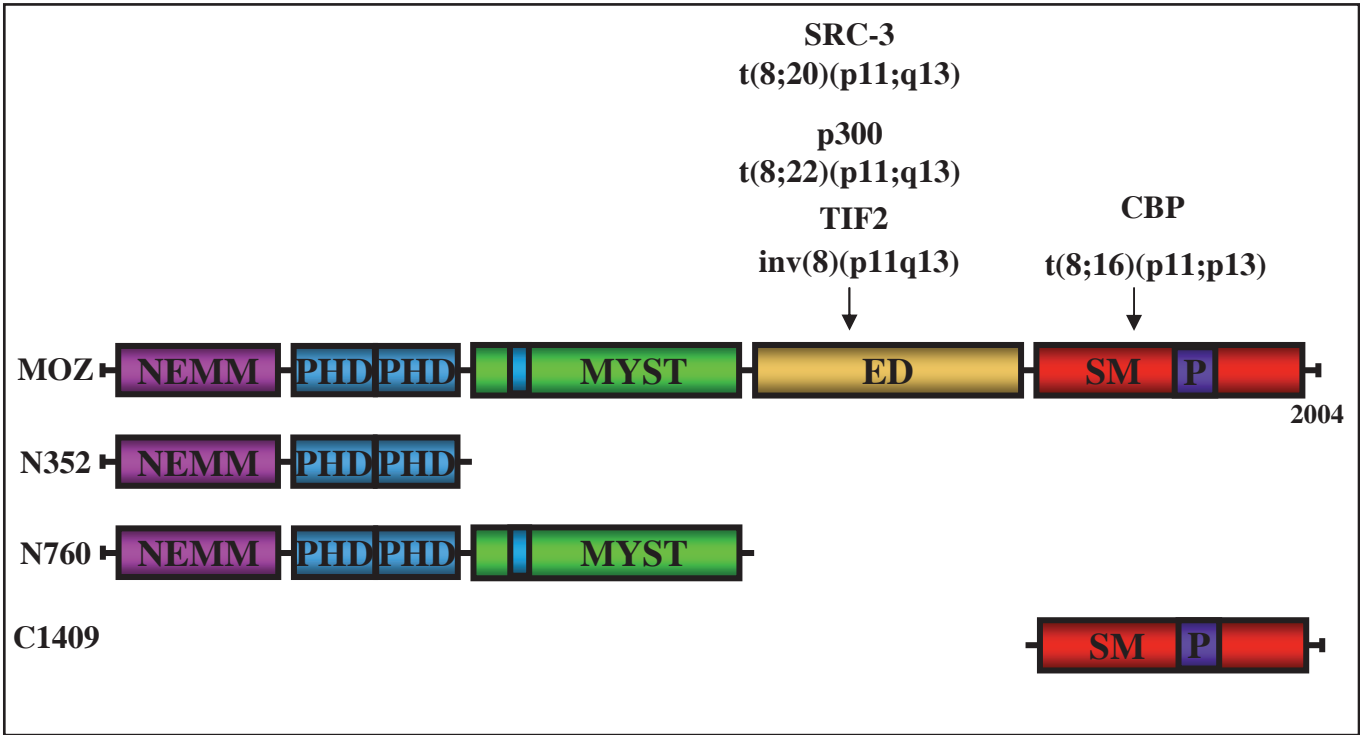 SRC-3
t(8;20)(p11;q13)
p300
t(8;22)(p11;q13)
TIF2
inv(8)(p11q13)
CBP
t(8;16)(p11;p13)
MOZ NEMM PHD PHD MYST ED SM P
2004
N352 NEMM PHD PHD
N760 NEMM PHD PHD MYST
C1409 SM P